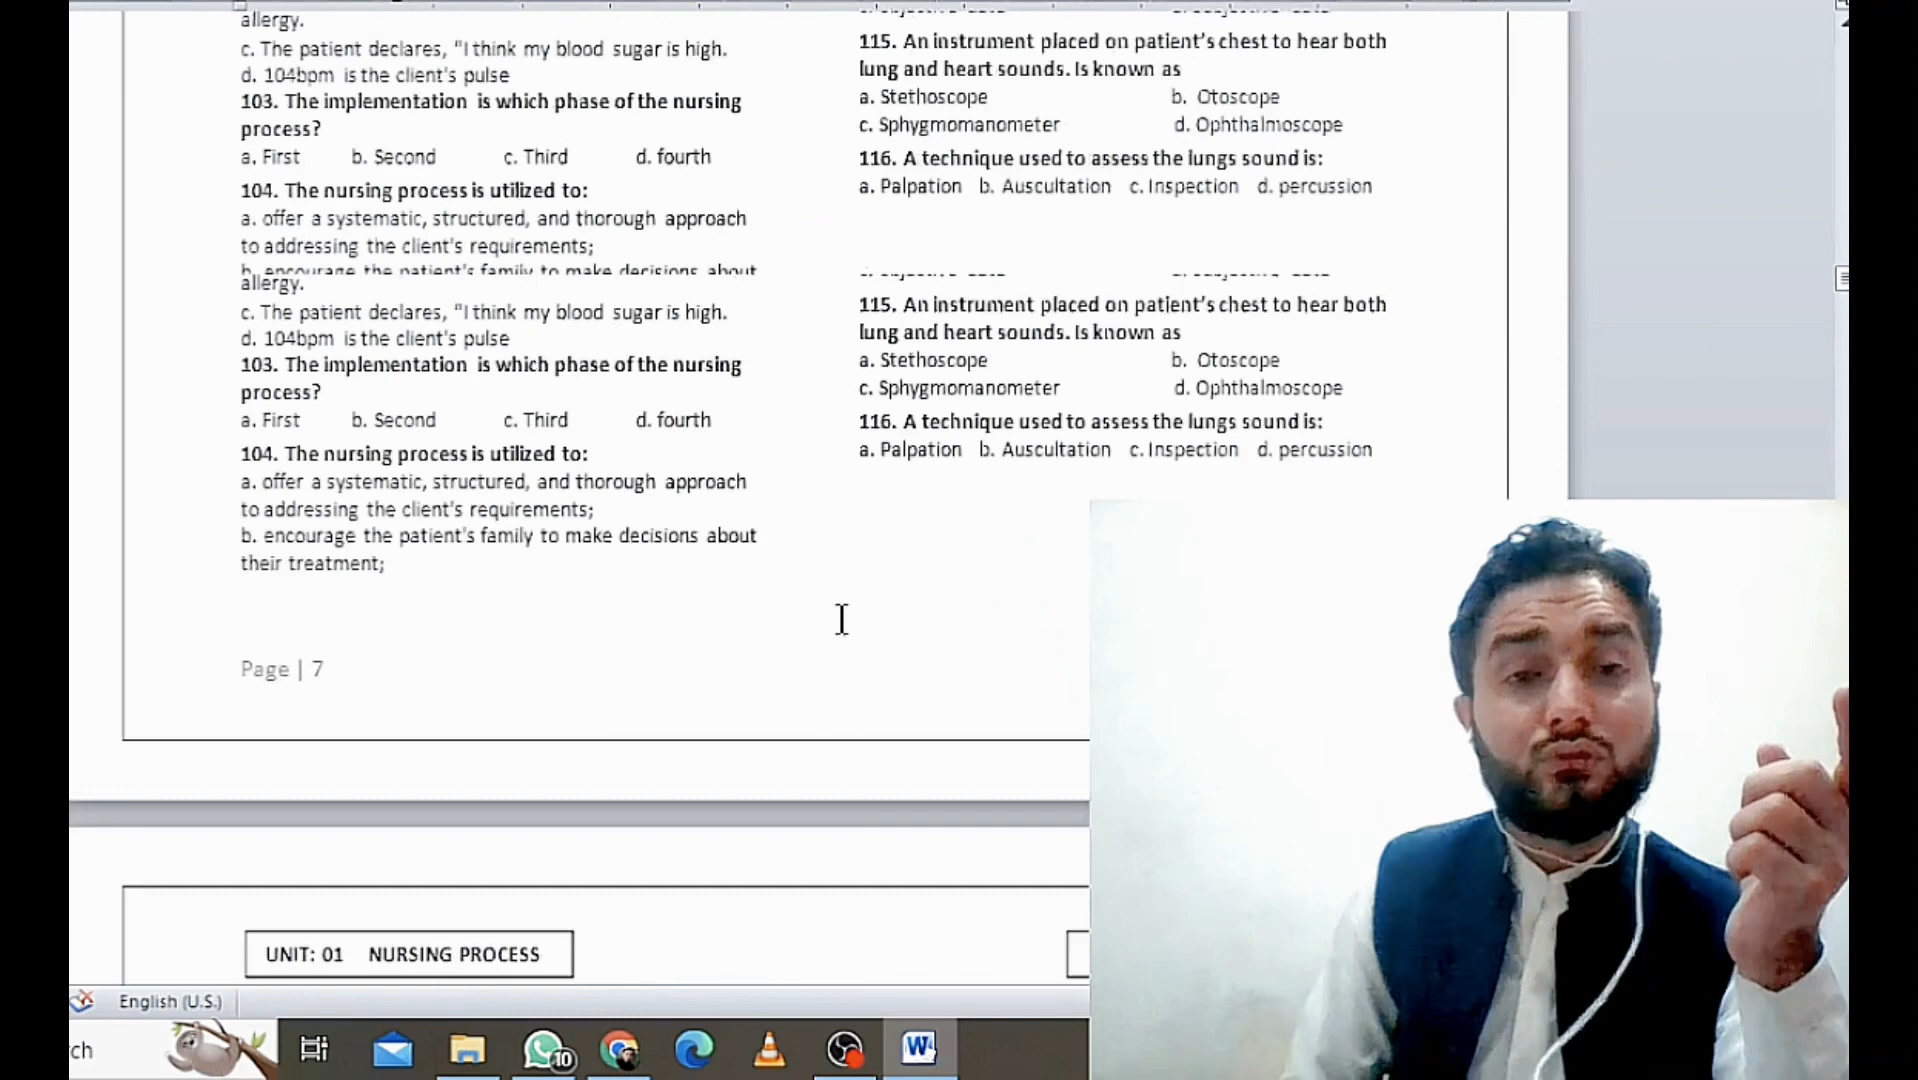 allergy.
c. The patient declares, "I think my blood sugar is high.
d. 104bpm is the client's pulse
103. The implementation is which phase of the nursing
process?
a. First b. Second c. Third d. fourth
104. The nursing process is utilized to:
a. offer a systematic, structured, and thorough approach
to addressing the client's requirements;
b. encourage the patient's family to make decisions about
allergy.
c. The patient declares, "I think my blood sugar is high.
d. 104bpm is the client's pulse
103. The implementation is which phase of the nursing
process?
a. First b. Second c. Third d. fourth
104. The nursing process is utilized to:
a. offer a systematic, structured, and thorough approach
to addressing the client's requirements;
b. encourage the patient's family to make decisions about
their treatment;
Page | 7
115. An instrument placed on patient's chest to hear both
lung and heart sounds. Is known as
a. Stethoscope b. Otoscope
c. Sphygmomanometer d. Ophthalmoscope
116. A technique used to assess the lungs sound is:
a. Palpation b. Auscultation c. Inspection d. percussion
115. An instrument placed on patient's chest to hear both
lung and heart sounds. Is known as
a. Stethoscope b. Otoscope
c. Sphygmomanometer d. Ophthalmoscope
116. A technique used to assess the lungs sound is:
a. Palpation b. Auscultation c. Inspection d. percussion
UNIT: 01 NURSING PROCESS
English (U.S.)
ch
10
W